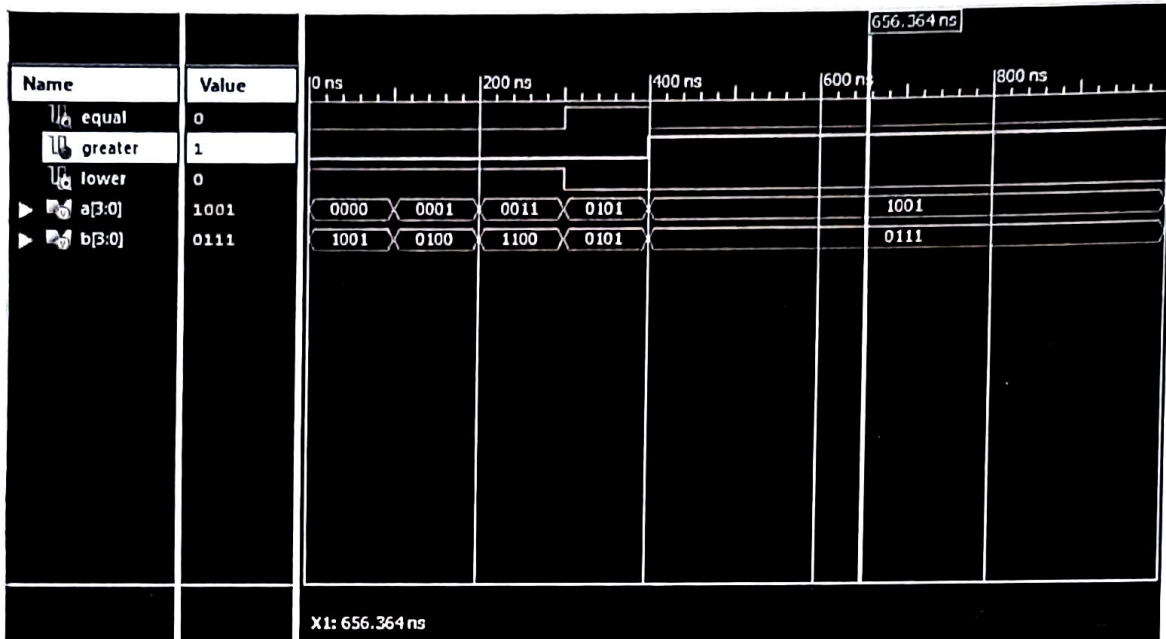 656.364 ns
Name Value 0 ns 200 ns 400 ns 600 ns 800 ns
equal 0
greater 1
lower 0
a[3:0] 1001 0000 0001 0011 0101 1001
b[3:0] 0111 1001 0100 1100 0101 0111
X1: 656.364 ns